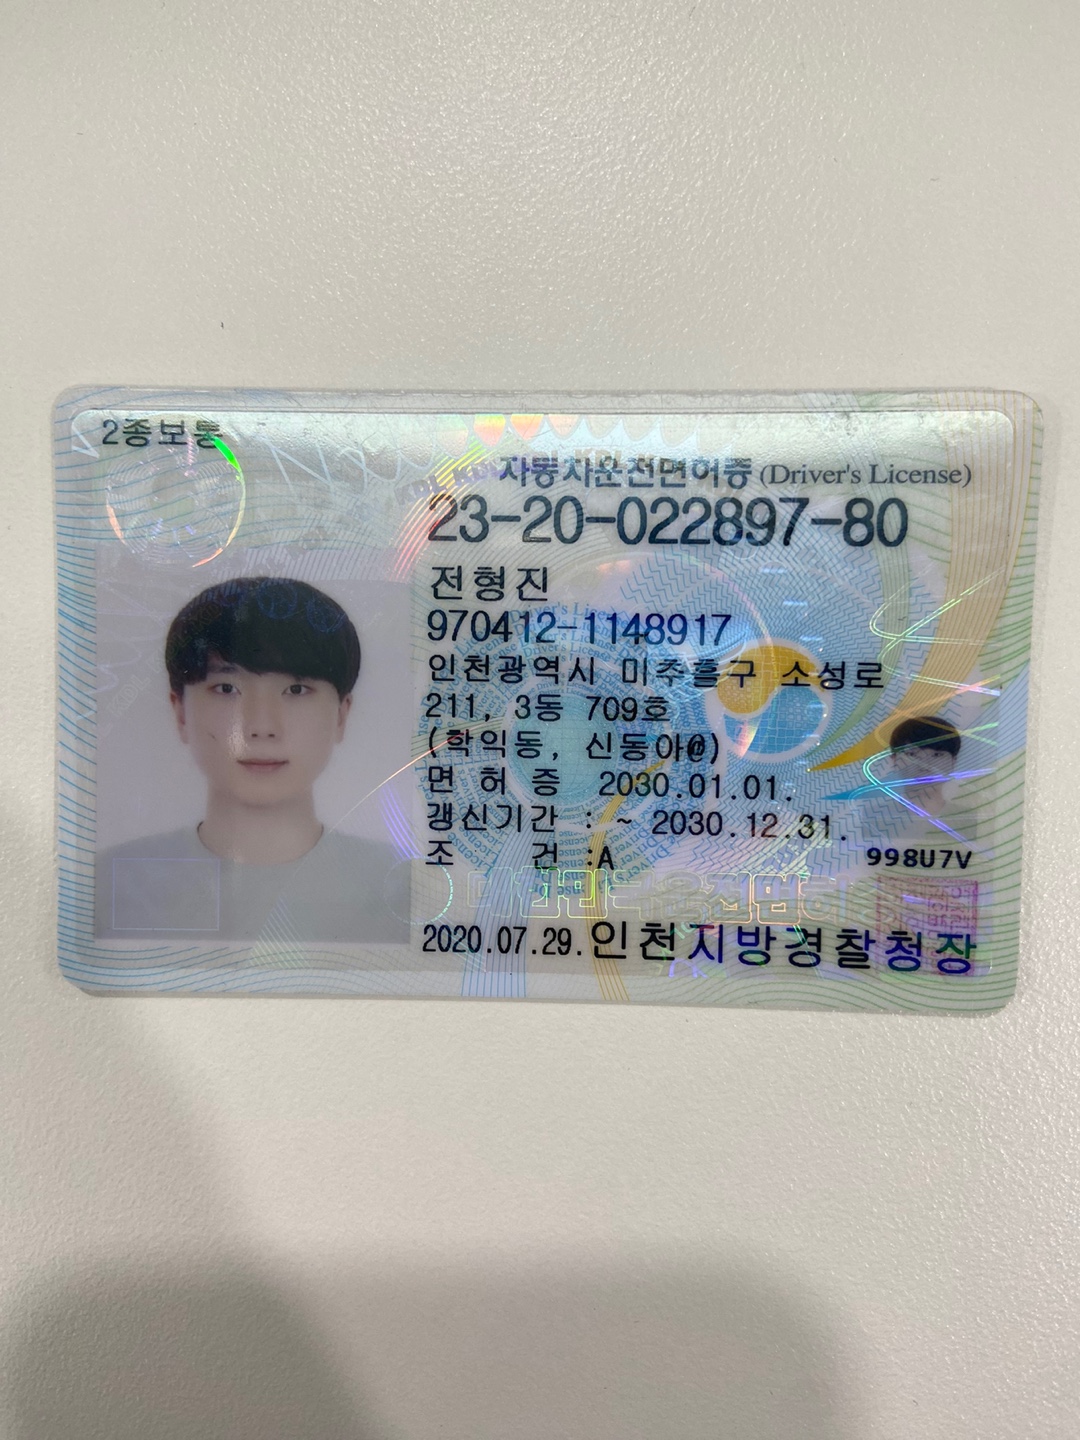 2종보통
자동차운전면허증 (Driver's License)
23-20-022897-80
전형진
970412-1148917
인천광역시 미추홀구 소성로
211, 3동 709호
(학익동, 신동아@)
면 허 증 2030.01.01.
갱신기간 : ~ 2030.12.31.
조 건 :A
998U7V
대한민국운전면허
2020.07.29. 인천지방경찰청장